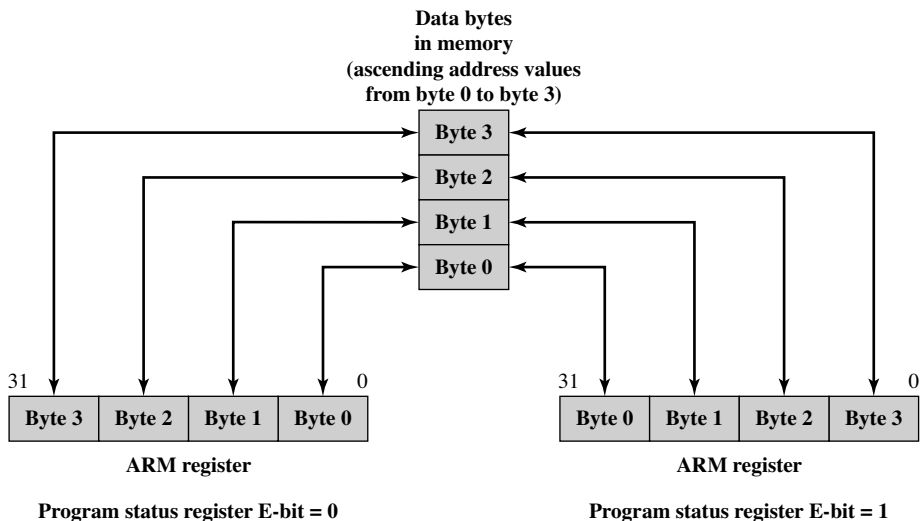 Data bytes
in memory
(ascending address values
from byte 0 to byte 3)
Byte 3
Byte 2
Byte 1
Byte 0
31 0
Byte 3 Byte 2 Byte 1 Byte 0
ARM register
Program status register E-bit = 0
31 0
Byte 0 Byte 1 Byte 2 Byte 3
ARM register
Program status register E-bit = 1